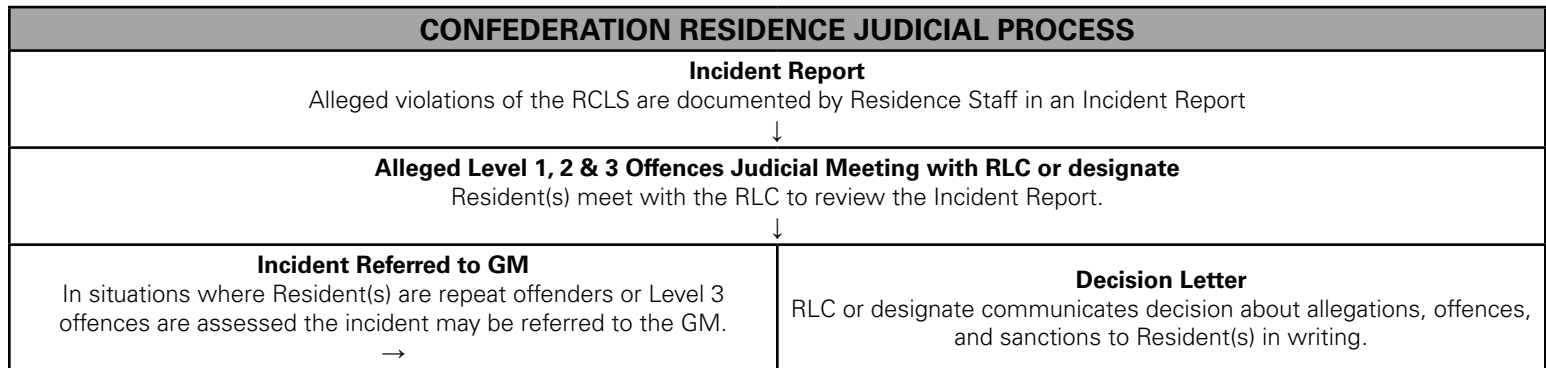 CONFEDERATION RESIDENCE JUDICIAL PROCESS
Incident Report
Alleged violations of the RCLS are documented by Residence Staff in an Incident Report
↓
Alleged Level 1, 2 & 3 Offences Judicial Meeting with RLC or designate
Resident(s) meet with the RLC to review the Incident Report.
↓
Incident Referred to GM
In situations where Resident(s) are repeat offenders or Level 3
offences are assessed the incident may be referred to the GM.
→
Decision Letter
RLC or designate communicates decision about allegations, offences,
and sanctions to Resident(s) in writing.